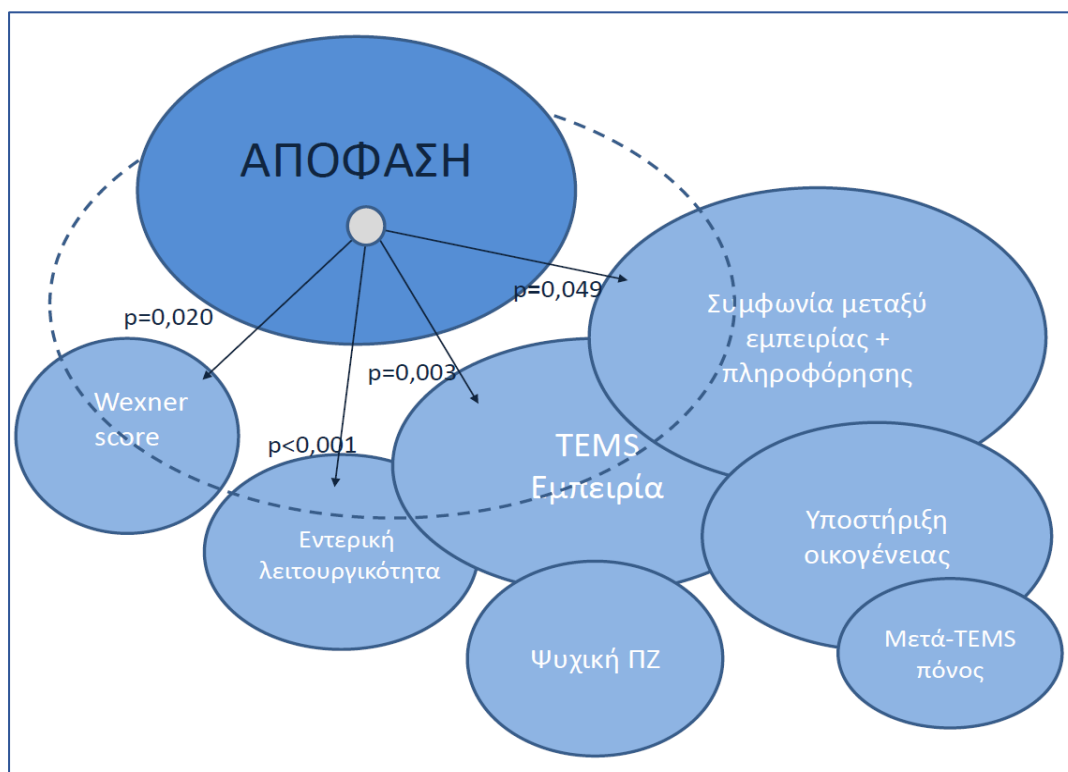 ΑΠΟΦΑΣΗ
p=0,049
p=0,020
p=0,003
p<0,001
Συμφωνία μεταξύ
εμπειρίας +
πληροφόρησης
Wexner
score
TEMS
Εμπειρία
Εντερική
λειτουργικότητα
Υποστήριξη
οικογένειας
Ψυχική ΠΖ
Μετά-TEMS
πόνος